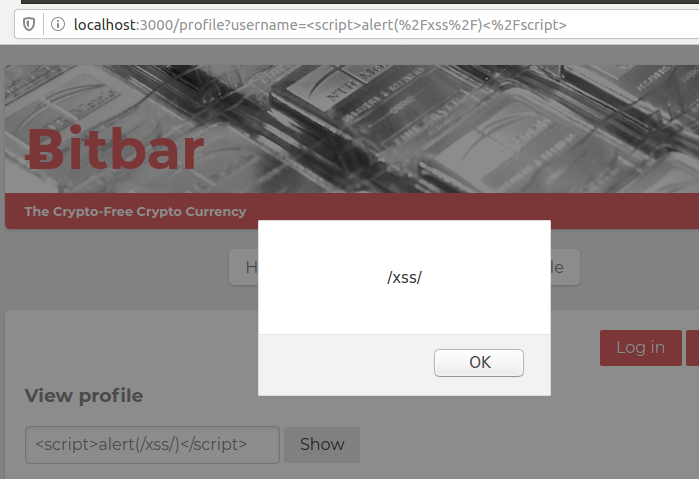 localhost:3000/profile?username=<script>alert(%2Fxss%2F)<%2Fscript>
Ƀitbar
The Crypto-Free Crypto Currency
/xss/
OK
Log in
View profile
<script>alert(/xss/)</script>
Show